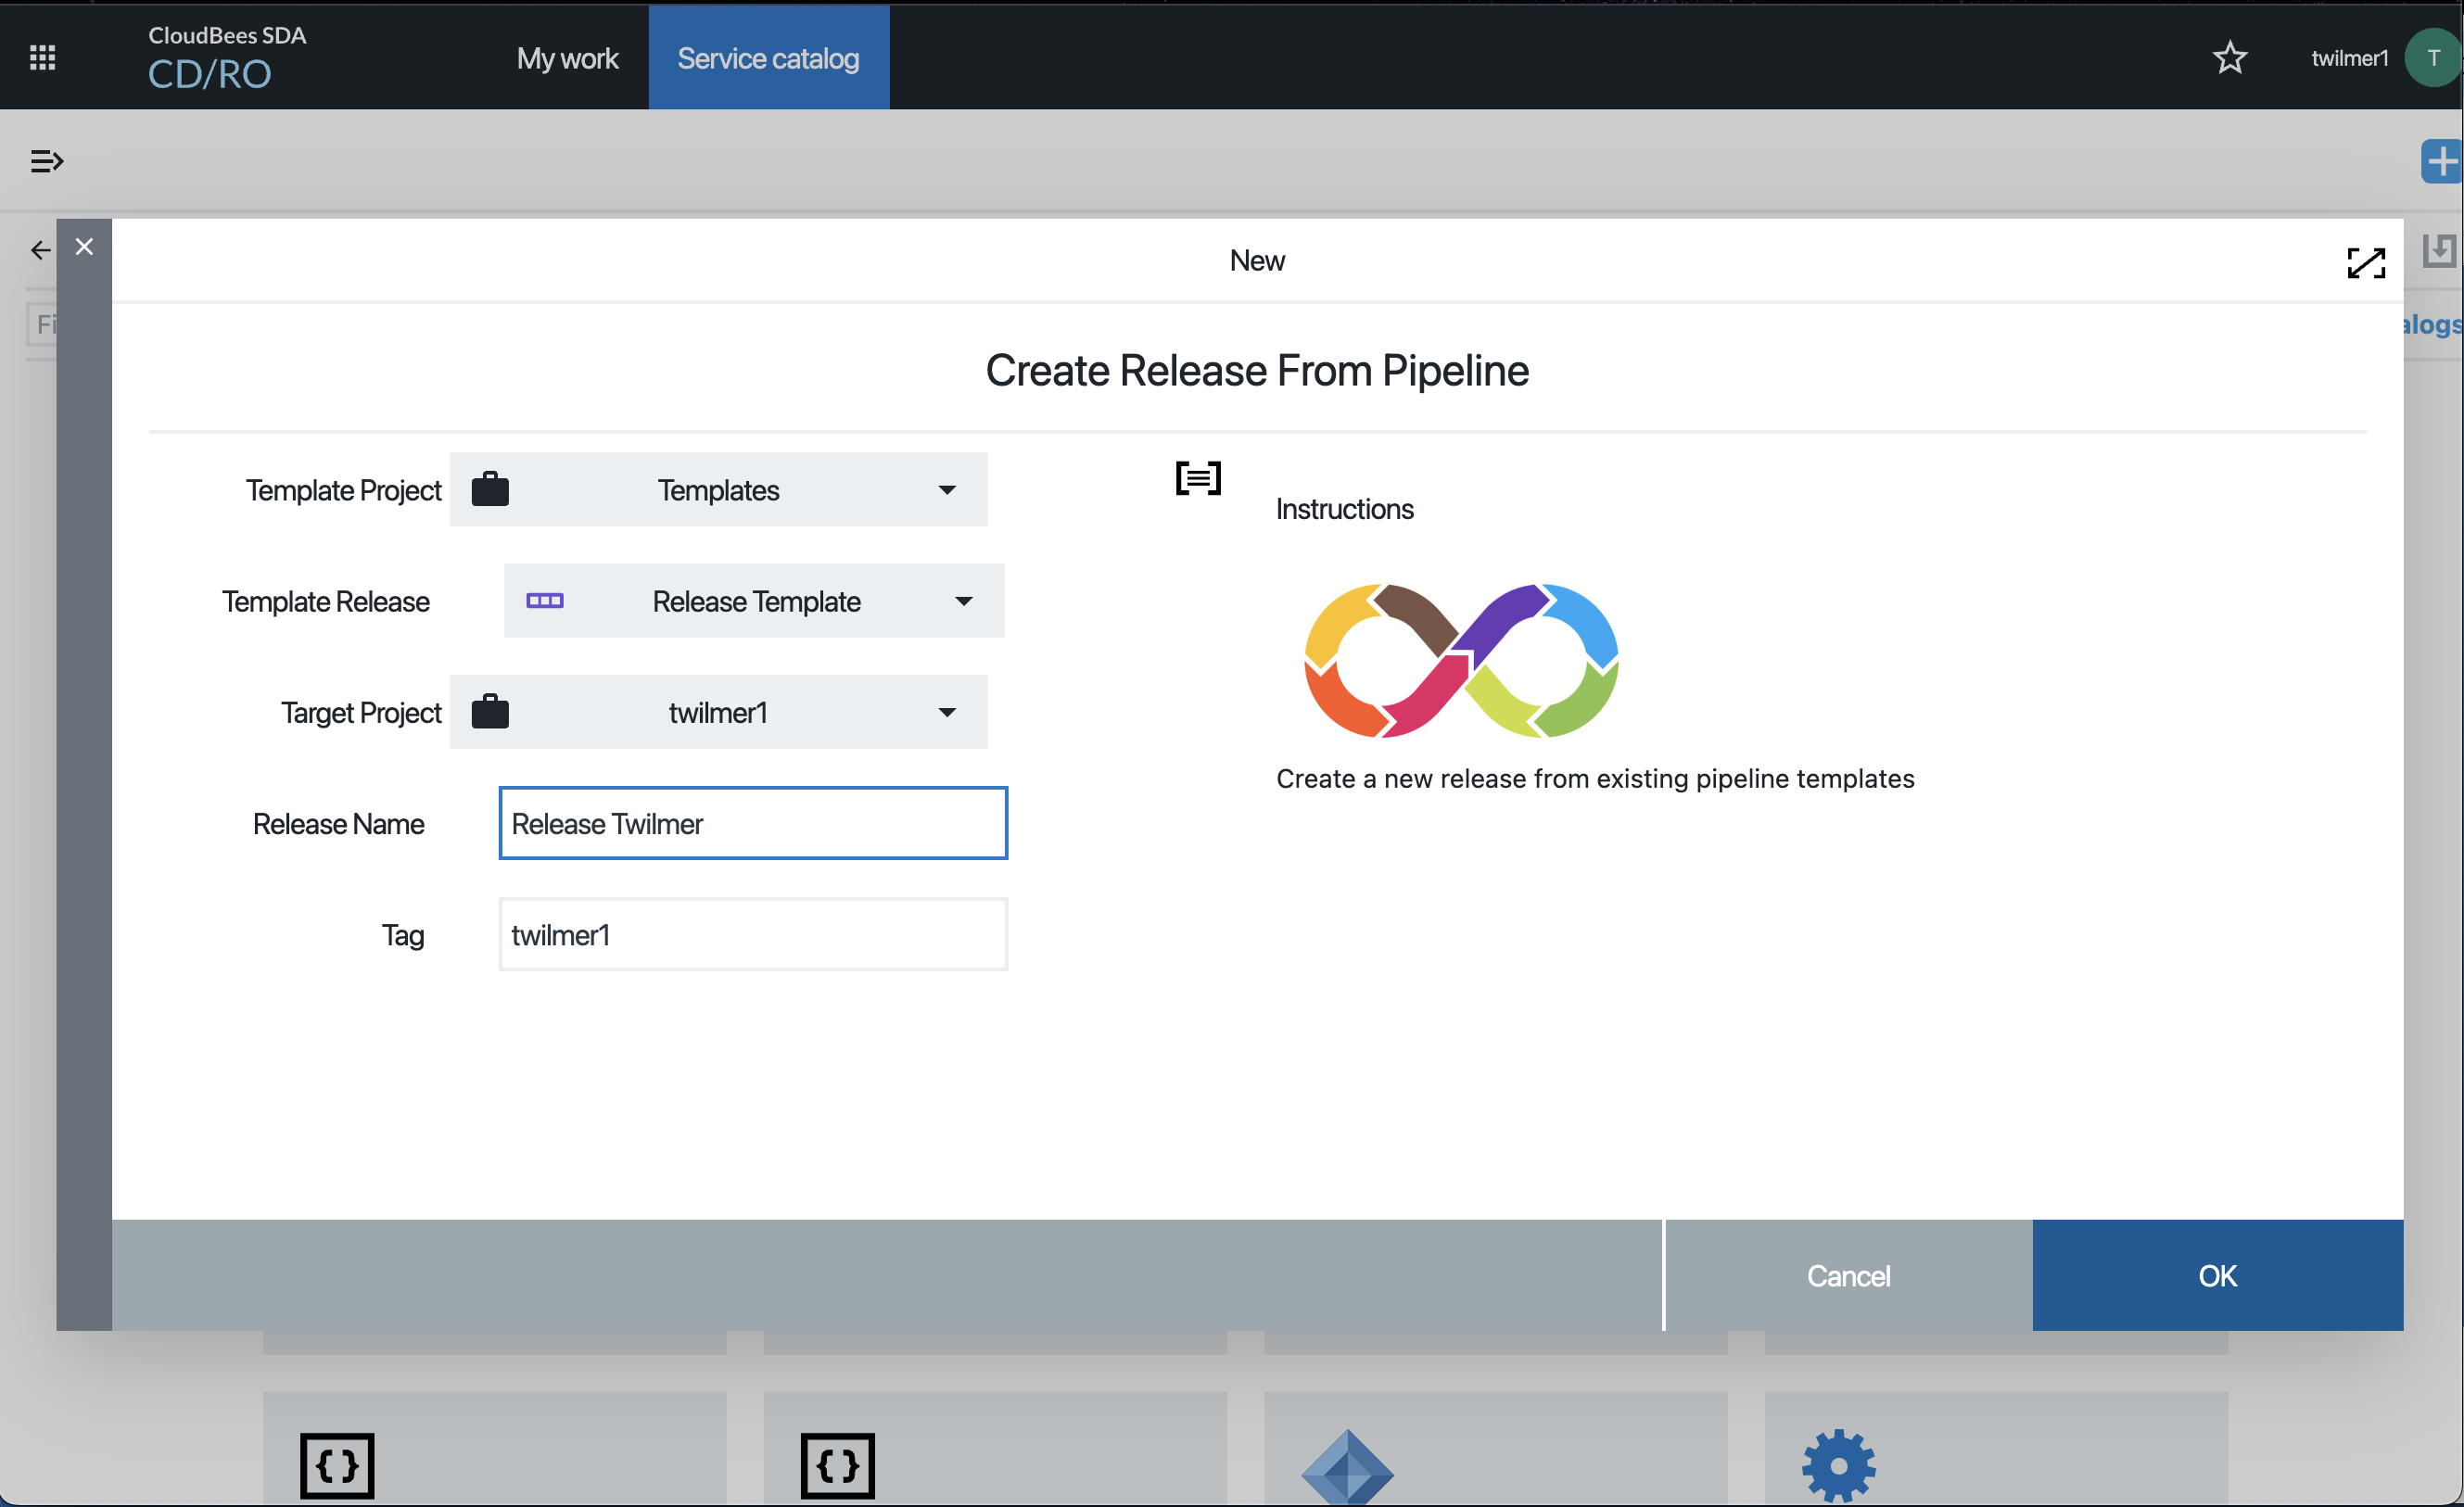 CloudBees SDA
CD/RO
My work
Service catalog
twilmer1
T
New
Fi
alogs
Create Release From Pipeline
Template Project
Templates
Template Release
Release Template
Target Project
twilmer1
Release Name
Release Twilmer
Tag
twilmer1
Instructions
Create a new release from existing pipeline templates
Cancel
OK